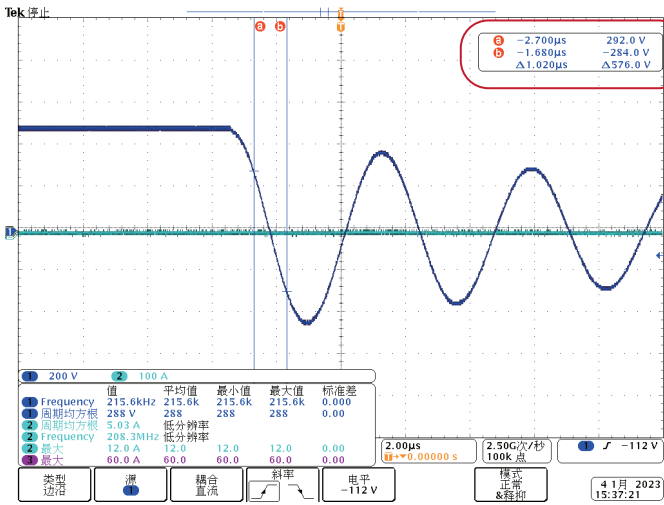 Tek 停止
T
a b T
a −2.700μs 292.0 V
b −1.680μs −284.0 V
Δ1.020μs Δ576.0 V
1
1 200 V 2 100 A
值 平均值 最小值 最大值 标准差
1 Frequency 215.6kHz 215.6k 215.6k 215.6k 0.000
1 周期均方根 288 V 288 288 288 0.00
2 周期均方根 5.03 A 低分辨率
2 Frequency 208.3MHz 低分辨率
2 最大 12.0 A 12.0 12.0 12.0 0.00
3 最大 60.0 A 60.0 60.0 60.0 0.00
2.00μs
T→▼0.00000 s
2.50G次/秒
100k 点
1 −112 V
类型
边沿
源
1
耦合
直流
斜率
电平
−112 V
模式
正常
&释抑
4 1月 2023
15:37:21